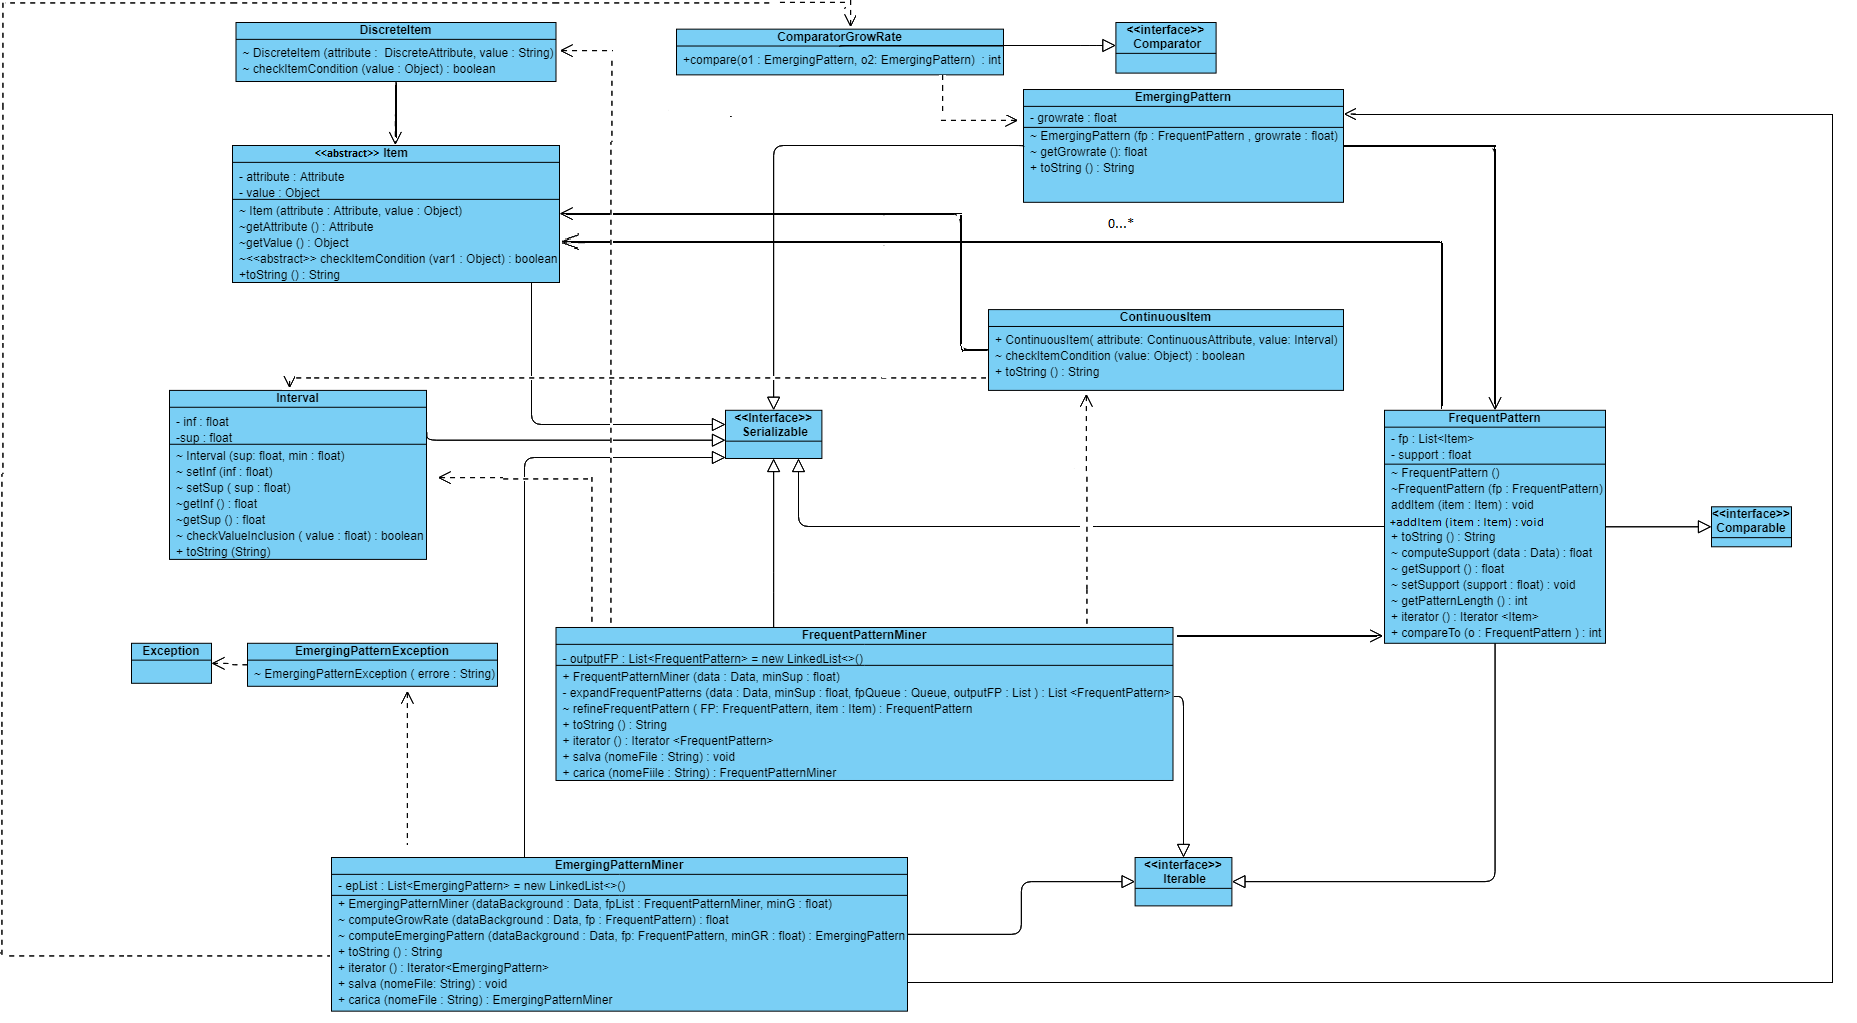 DiscreteItem
~ DiscreteItem (attribute : DiscreteAttribute, value : String)
~ checkItemCondition (value : Object) : boolean
ComparatorGrowRate
+compare(o1 : EmergingPattern, o2: EmergingPattern) : int
<<interface>>
Comparator
EmergingPattern
- growrate : float
~ EmergingPattern (fp : FrequentPattern , growrate : float)
~ getGrowrate (): float
+ toString () : String
<<abstract>> Item
- attribute : Attribute
- value : Object
~ Item (attribute : Attribute, value : Object)
~getAttribute () : Attribute
~getValue () : Object
~<<abstract>> checkItemCondition (var1 : Object) : boolean
+toString () : String
0...*
ContinuousItem
+ ContinuousItem( attribute: ContinuousAttribute, value: Interval)
~ checkItemCondition (value: Object) : boolean
+ toString () : String
Interval
- inf : float
-sup : float
~ Interval (sup: float, min : float)
~ setInf (inf : float)
~ setSup ( sup : float)
~getInf () : float
~getSup () : float
~ checkValueInclusion ( value : float) : boolean
+ toString (String)
<<Interface>>
Serializable
FrequentPattern
- fp : List<Item>
- support : float
~ FrequentPattern ()
~FrequentPattern (fp : FrequentPattern)
addItem (item : Item) : void
+addItem (item : Item) : void
+ toString () : String
~ computeSupport (data : Data) : float
~ getSupport () : float
~ setSupport (support : float) : void
~ getPatternLength () : int
+ iterator () : Iterator <Item>
+ compareTo (o : FrequentPattern ) : int
<<interface>>
Comparable
Exception
EmergingPatternException
~ EmergingPatternException ( errore : String)
FrequentPatternMiner
- outputFP : List<FrequentPattern> = new LinkedList<>()
+ FrequentPatternMiner (data : Data, minSup : float)
- expandFrequentPatterns (data : Data, minSup : float, fpQueue : Queue, outputFP : List ) : List <FrequentPattern>
~ refineFrequentPattern ( FP: FrequentPattern, item : Item) : FrequentPattern
+ toString () : String
+ iterator () : Iterator <FrequentPattern>
+ salva (nomeFile : String) : void
+ carica (nomeFiile : String) : FrequentPatternMiner
EmergingPatternMiner
- epList : List<EmergingPattern> = new LinkedList<>()
+ EmergingPatternMiner (dataBackground : Data, fpList : FrequentPatternMiner, minG : float)
~ computeGrowRate (dataBackground : Data, fp : FrequentPattern) : float
~ computeEmergingPattern (dataBackground : Data, fp: FrequentPattern, minGR : float) : EmergingPattern
+ toString () : String
+ iterator () : Iterator<EmergingPattern>
+ salva (nomeFile: String) : void
+ carica (nomeFile : String) : EmergingPatternMiner
<<interface>>
Iterable